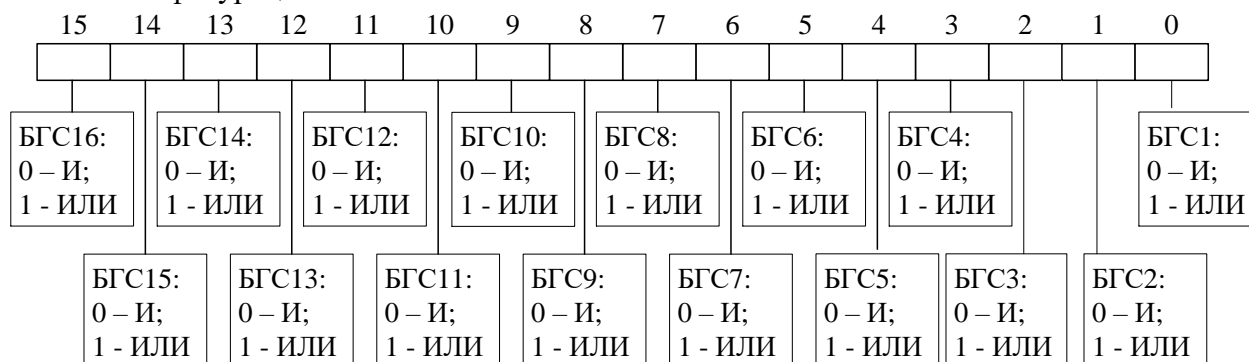 15 14 13 12 11 10 9 8 7 6 5 4 3 2 1 0
БГС16: БГС14: БГС12: БГС10: БГС8: БГС6: БГС4: БГС1:
0 – И; 0 – И; 0 – И; 0 – И; 0 – И; 0 – И; 0 – И; 0 – И;
1 - ИЛИ 1 - ИЛИ 1 - ИЛИ 1 - ИЛИ 1 - ИЛИ 1 - ИЛИ 1 - ИЛИ 1 - ИЛИ
БГС15: БГС13: БГС11: БГС9: БГС7: БГС5: БГС3: БГС2:
0 – И; 0 – И; 0 – И; 0 – И; 0 – И; 0 – И; 0 – И; 0 – И;
1 - ИЛИ 1 - ИЛИ 1 - ИЛИ 1 - ИЛИ 1 - ИЛИ 1 - ИЛИ 1 - ИЛИ 1 - ИЛИ